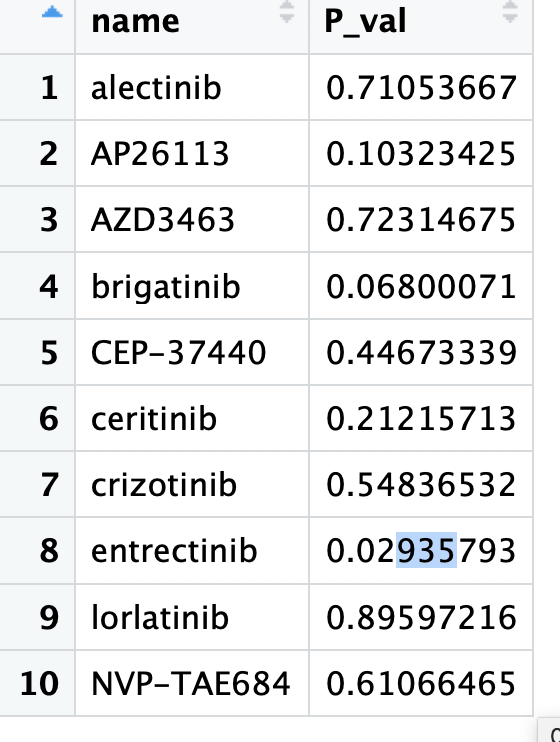 name P_val
1 alectinib 0.71053667
2 AP26113 0.10323425
3 AZD3463 0.72314675
4 brigatinib 0.06800071
5 CEP-37440 0.44673339
6 ceritinib 0.21215713
7 crizotinib 0.54836532
8 entrectinib 0.02935793
9 lorlatinib 0.89597216
10 NVP-TAE684 0.61066465